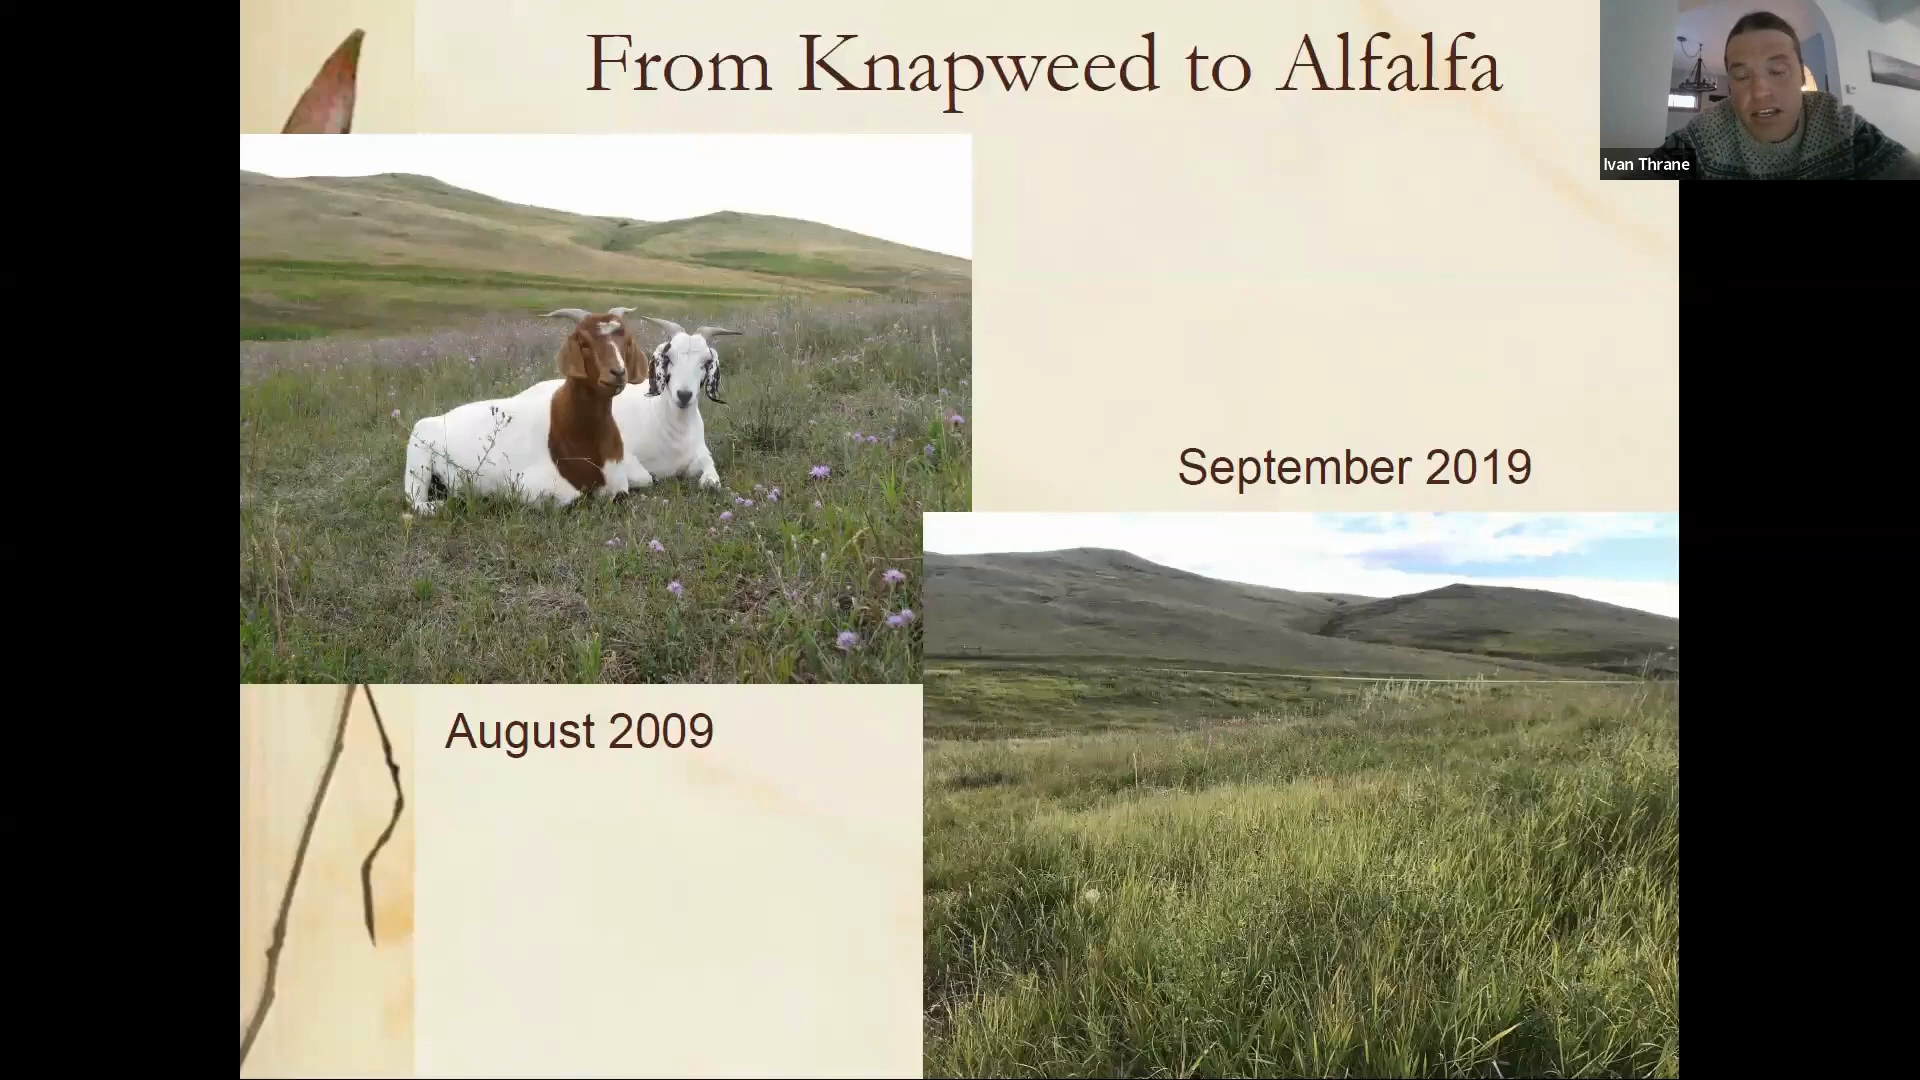 From Knapweed to Alfalfa
Ivan Thrane
September 2019
August 2009